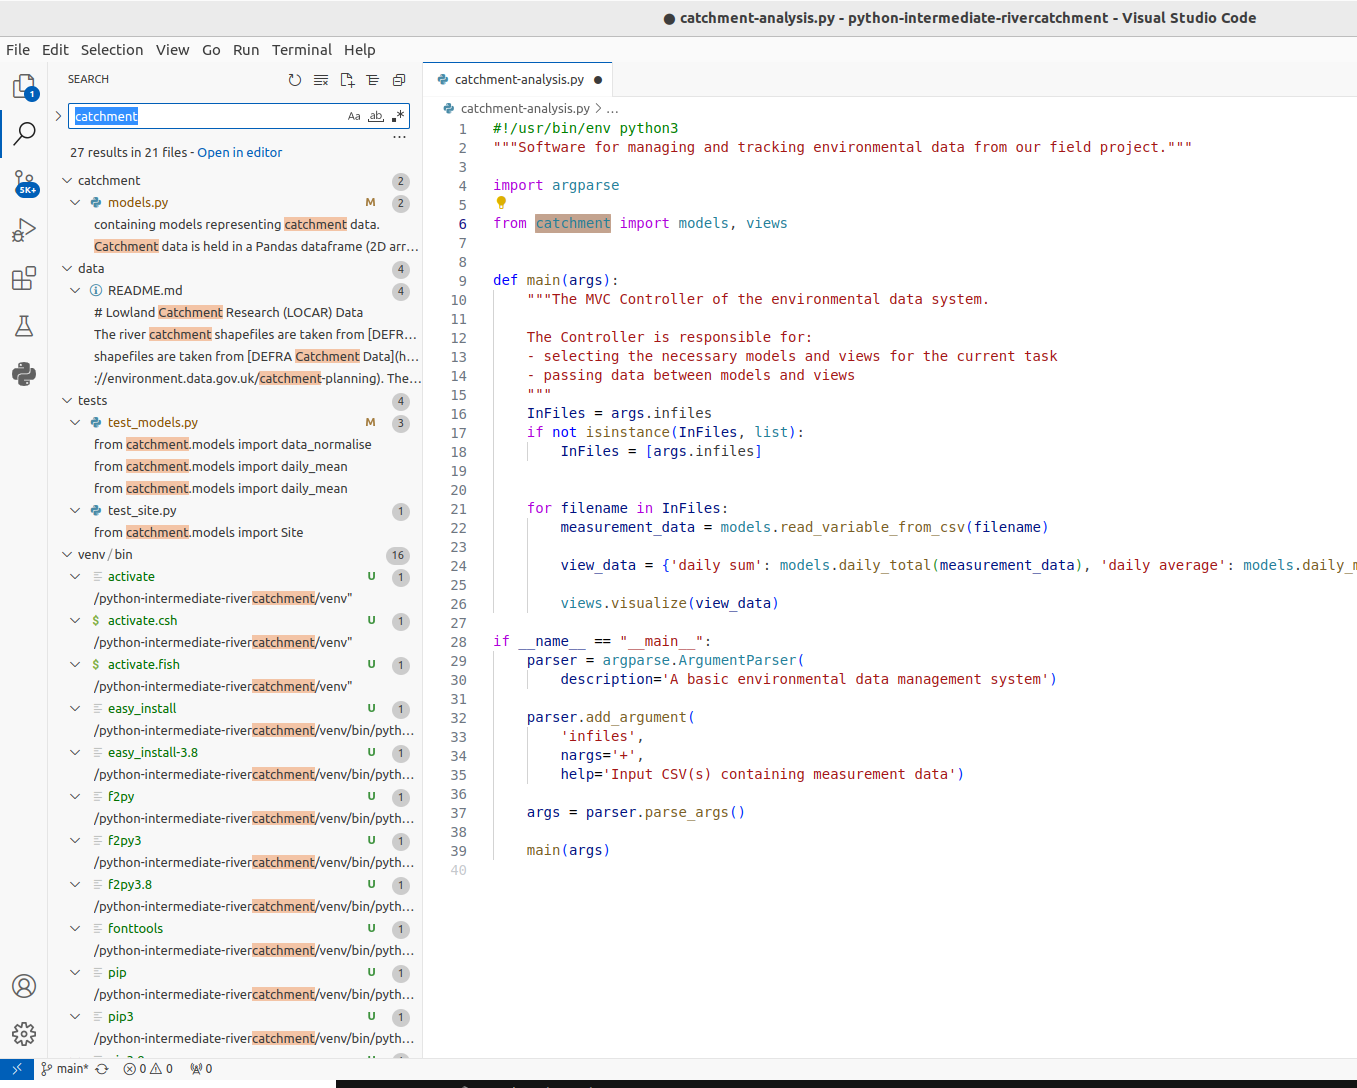 catchment-analysis.py - python-intermediate-rivercatchment - Visual Studio Code
File Edit Selection View Go Run Terminal Help
SEARCH
catchment
Aa ab .*
27 results in 21 files - Open in editor
catchment 2
models.py M 2
containing models representing catchment data.
Catchment data is held in a Pandas dataframe (2D arr...
data 4
README.md 4
# Lowland Catchment Research (LOCAR) Data
The river catchment shapefiles are taken from [DEFR...
shapefiles are taken from [DEFRA Catchment Data](h...
://environment.data.gov.uk/catchment-planning). The...
tests 4
test_models.py M 3
from catchment.models import data_normalise
from catchment.models import daily_mean
from catchment.models import daily_mean
test_site.py 1
from catchment.models import Site
venv / bin 16
activate U 1
/python-intermediate-rivercatchment/venv"
$ activate.csh U 1
/python-intermediate-rivercatchment/venv"
$ activate.fish U 1
/python-intermediate-rivercatchment/venv"
easy_install U 1
/python-intermediate-rivercatchment/venv/bin/pyth...
easy_install-3.8 U 1
/python-intermediate-rivercatchment/venv/bin/pyth...
f2py U 1
/python-intermediate-rivercatchment/venv/bin/pyth...
f2py3 U 1
/python-intermediate-rivercatchment/venv/bin/pyth...
f2py3.8 U 1
/python-intermediate-rivercatchment/venv/bin/pyth...
fonttools U 1
/python-intermediate-rivercatchment/venv/bin/pyth...
pip U 1
/python-intermediate-rivercatchment/venv/bin/pyth...
pip3 U 1
/python-intermediate-rivercatchment/venv/bin/pyth...
1
5K+
catchment-analysis.py
catchment-analysis.py > ...
1 #!/usr/bin/env python3
2 """Software for managing and tracking environmental data from our field project."""
3
4 import argparse
5
6 from catchment import models, views
7
8
9 def main(args):
10 """The MVC Controller of the environmental data system.
11
12 The Controller is responsible for:
13 - selecting the necessary models and views for the current task
14 - passing data between models and views
15 """
16 InFiles = args.infiles
17 if not isinstance(InFiles, list):
18 InFiles = [args.infiles]
19
20
21 for filename in InFiles:
22 measurement_data = models.read_variable_from_csv(filename)
23
24 view_data = {'daily sum': models.daily_total(measurement_data), 'daily average': models.daily_m
25
26 views.visualize(view_data)
27
28 if __name__ == "__main__":
29 parser = argparse.ArgumentParser(
30 description='A basic environmental data management system')
31
32 parser.add_argument(
33 'infiles',
34 nargs='+',
35 help='Input CSV(s) containing measurement data')
36
37 args = parser.parse_args()
38
39 main(args)
40
main* 0 0 0